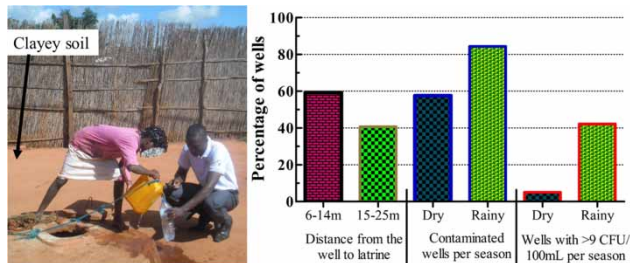 Clayey soil
Percentage of wells
100
80
60
40
20
0
6-14m 15-25m Dry Rainy Dry Rainy
Distance from the well to latrine
Contaminated wells per season
Wells with >9 CFU/ 100mL per season